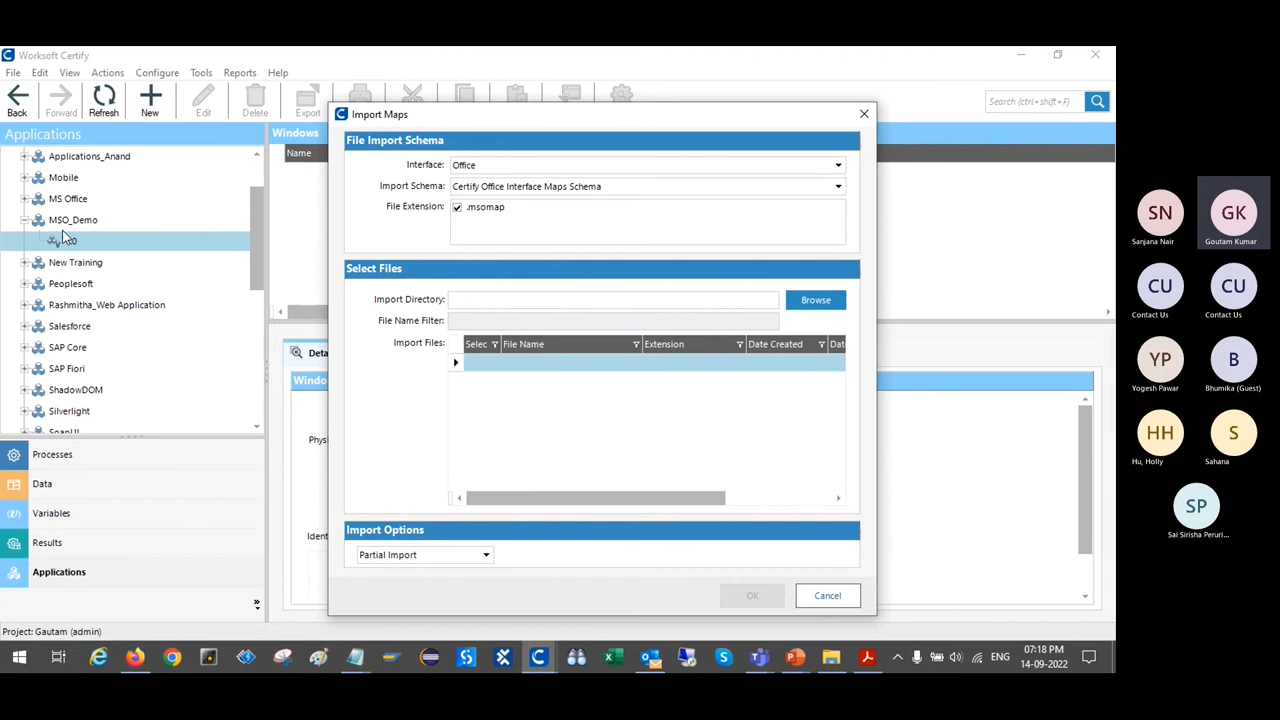 Worksoft Certify
File Edit View Actions Configure Tools Reports Help
Back Forward Refresh New Edit Delete Export
Search (ctrl+shift+F)
Applications
Applications_Anand
Mobile
MS Office
MSO_Demo
New Training
Peoplesoft
Rashmitha_Web Application
Salesforce
SAP Core
SAP Fiori
ShadowDOM
Silverlight
SoapUI
Processes
Data
Variables
Results
Applications
Project: Gautam (admin)
Windows
Name
Deta
Windo
Physi
Ident
Import Maps
File Import Schema
Interface: Office
Import Schema: Certify Office Interface Maps Schema
File Extension: .msomap
Select Files
Import Directory: Browse
File Name Filter:
Import Files: Selec File Name Extension Date Created Dat
Import Options
Partial Import
OK Cancel
SN
Sanjana Nair
GK
Goutam Kumar
CU
Contact Us
CU
Contact Us
YP
Yogesh Pawar
B
Bhumika (Guest)
HH
Hu, Holly
S
Sahana
SP
Sai Sirisha Peruri...
ENG
07:18 PM
14-09-2022